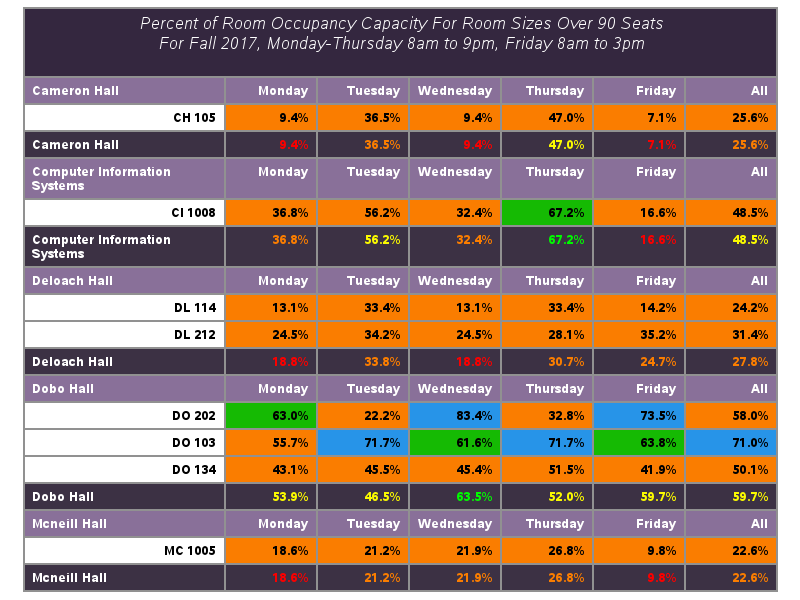 Percent of Room Occupancy Capacity For Room Sizes Over 90 Seats
For Fall 2017, Monday-Thursday 8am to 9pm, Friday 8am to 3pm
Cameron Hall Monday Tuesday Wednesday Thursday Friday All
CH 105 9.4% 36.5% 9.4% 47.0% 7.1% 25.6%
Cameron Hall 9.4% 36.5% 9.4% 47.0% 7.1% 25.6%
Computer Information Monday Tuesday Wednesday Thursday Friday All
Systems
CI 1008 36.8% 56.2% 32.4% 67.2% 16.6% 48.5%
Computer Information 36.8% 56.2% 32.4% 67.2% 16.6% 48.5%
Systems
Deloach Hall Monday Tuesday Wednesday Thursday Friday All
DL 114 13.1% 33.4% 13.1% 33.4% 14.2% 24.2%
DL 212 24.5% 34.2% 24.5% 28.1% 35.2% 31.4%
Deloach Hall 18.8% 33.8% 18.8% 30.7% 24.7% 27.8%
Dobo Hall Monday Tuesday Wednesday Thursday Friday All
DO 202 63.0% 22.2% 83.4% 32.8% 73.5% 58.0%
DO 103 55.7% 71.7% 61.6% 71.7% 63.8% 71.0%
DO 134 43.1% 45.5% 45.4% 51.5% 41.9% 50.1%
Dobo Hall 53.9% 46.5% 63.5% 52.0% 59.7% 59.7%
Mcneill Hall Monday Tuesday Wednesday Thursday Friday All
MC 1005 18.6% 21.2% 21.9% 26.8% 9.8% 22.6%
Mcneill Hall 18.6% 21.2% 21.9% 26.8% 9.8% 22.6%